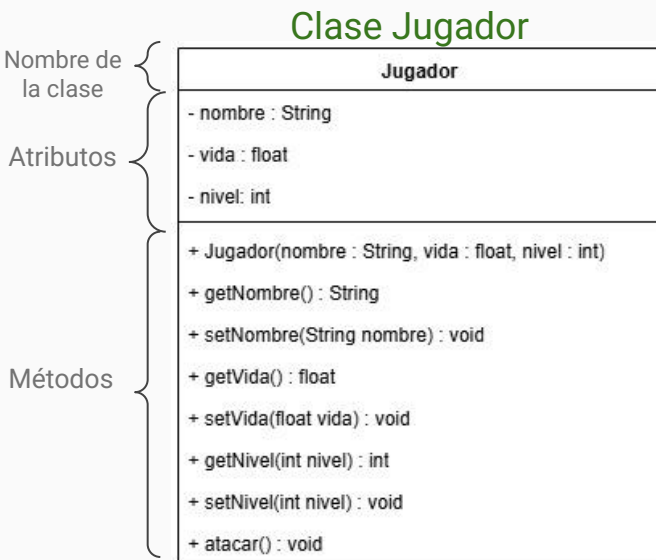 Clase Jugador
Nombre de
la clase
Jugador
Atributos
- nombre : String
- vida : float
- nivel: int
Métodos
+ Jugador(nombre : String, vida : float, nivel : int)
+ getNombre() : String
+ setNombre(String nombre) : void
+ getVida() : float
+ setVida(float vida) : void
+ getNivel(int nivel) : int
+ setNivel(int nivel) : void
+ atacar() : void